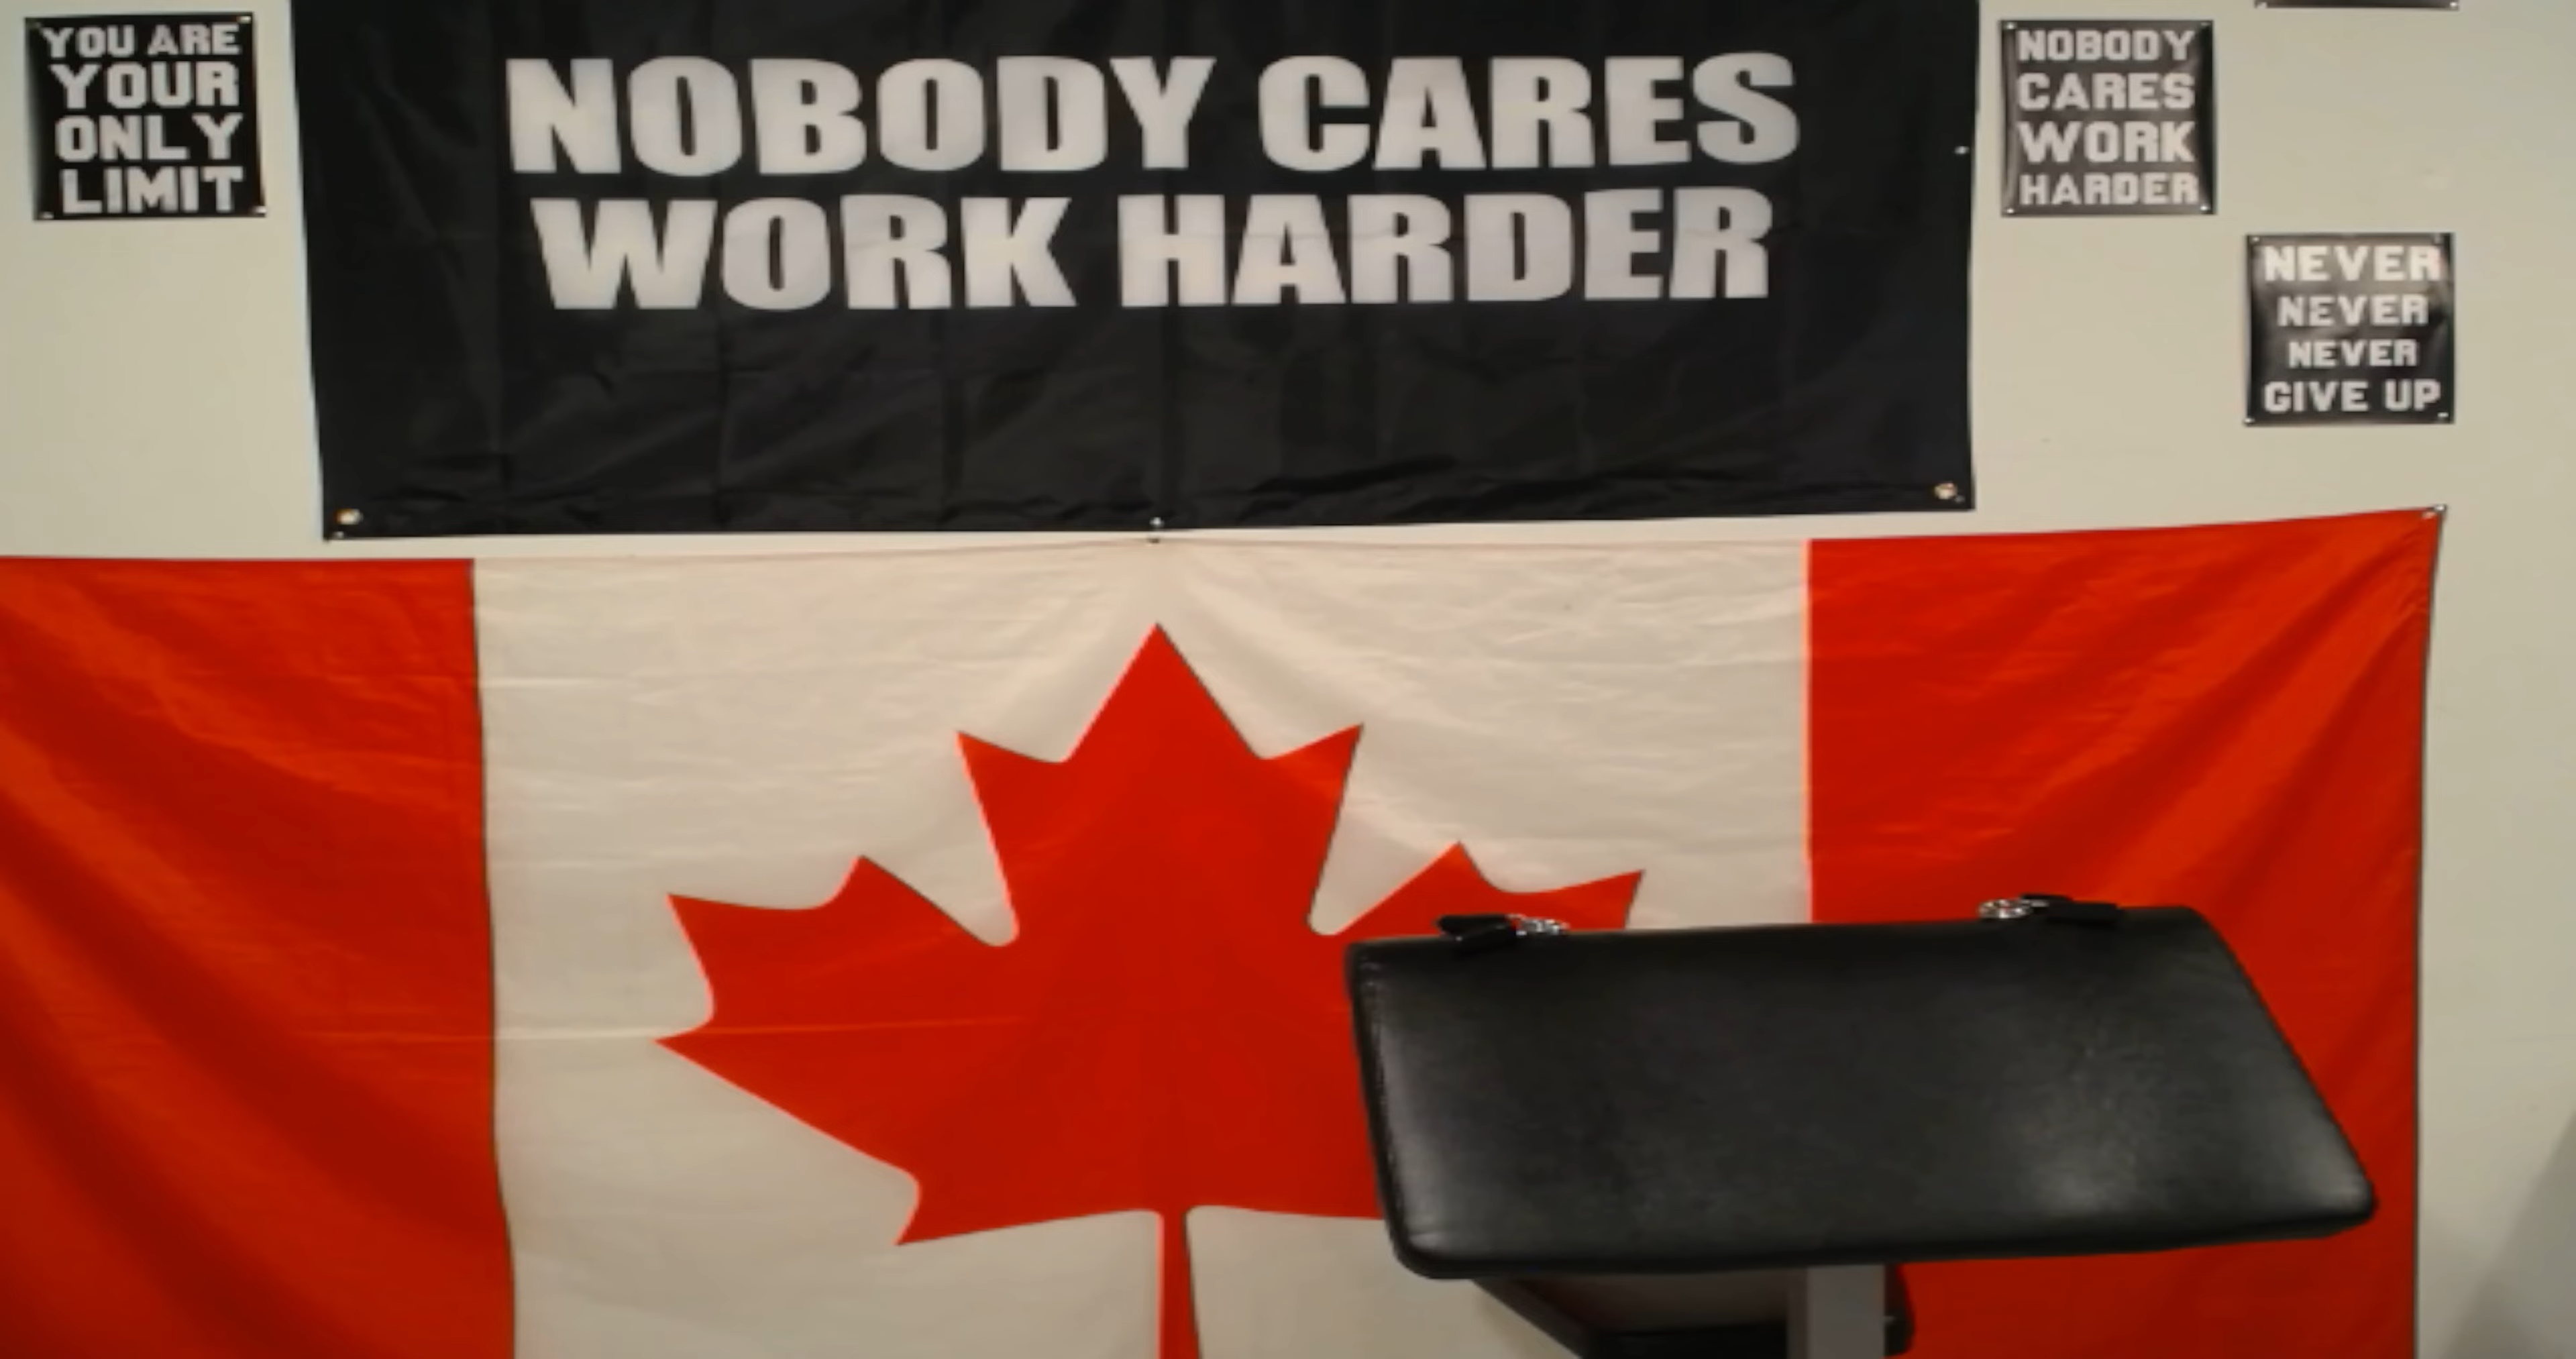 YOU ARE
YOUR
ONLY
LIMIT
NOBODY CARES
WORK HARDER
NOBODY
CARES
WORK
HARDER
NEVER
NEVER
NEVER
GIVE UP